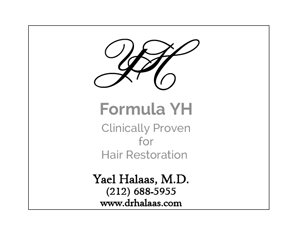 YH
Formula YH
Clinically Proven
for
Hair Restoration
Yael Halaas, M.D.
(212) 688-5955
www.drhalaas.com